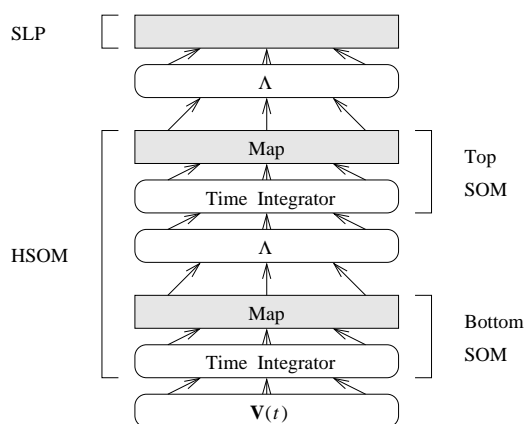 SLP
Λ
Map
Top
SOM
Time Integrator
HSOM
Λ
Map
Bottom
SOM
Time Integrator
V(t)